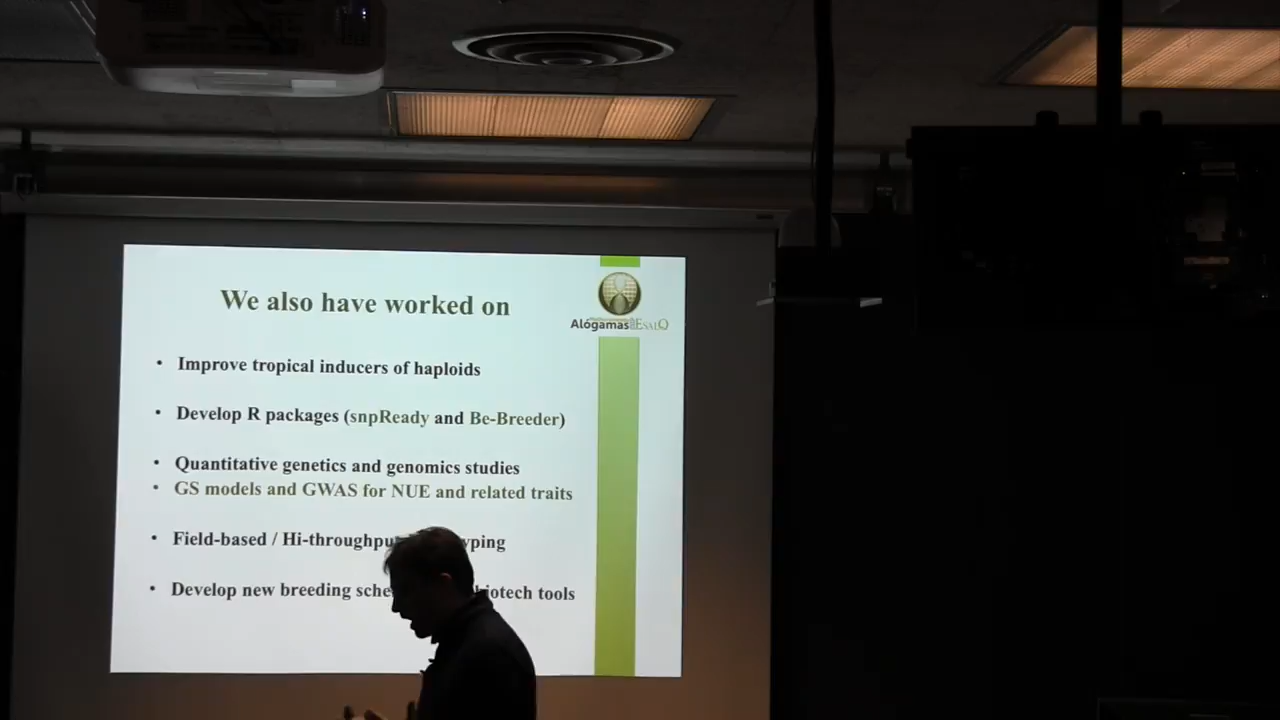 We also have worked on
Alógamas ESALQ
• Improve tropical inducers of haploids
• Develop R packages (snpReady and Be-Breeder)
• Quantitative genetics and genomics studies
• GS models and GWAS for NUE and related traits
• Field-based / Hi-throughpu yping
• Develop new breeding sche biotech tools